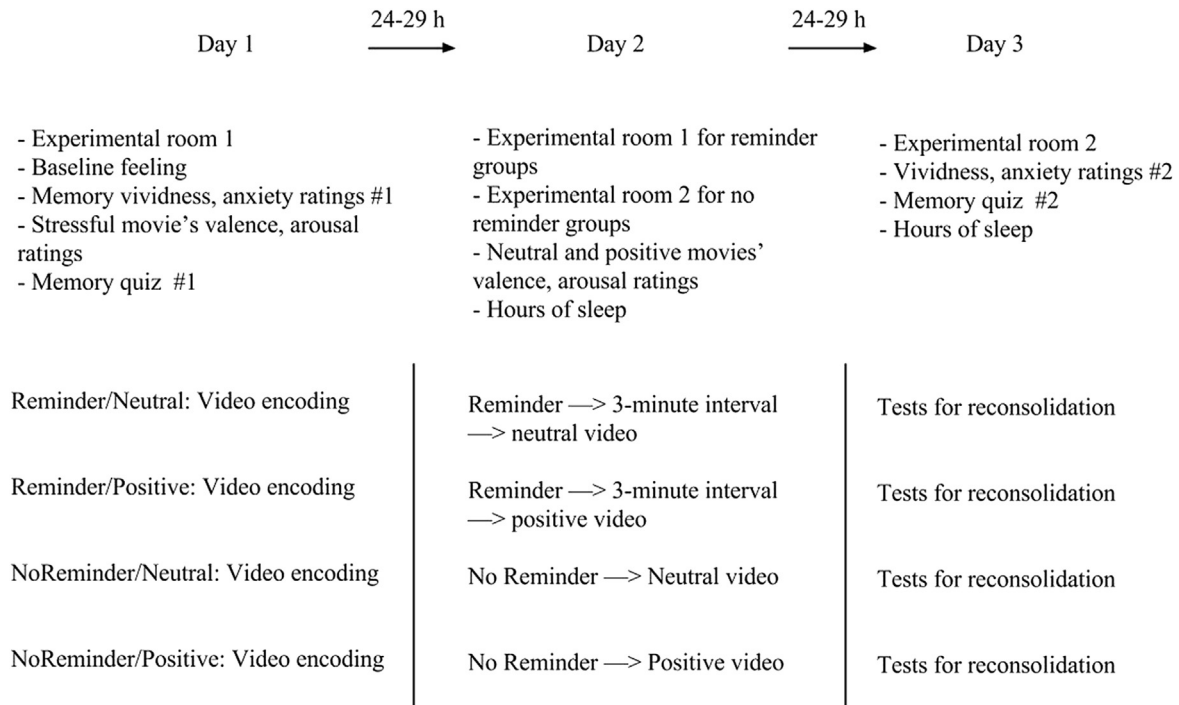 24-29 h
24-29 h
Day 1
Day 2
Day 3
- Experimental room 1
- Baseline feeling
- Memory vividness, anxiety ratings #1
- Stressful movie's valence, arousal
ratings
- Memory quiz #1
- Experimental room 1 for reminder
groups
- Experimental room 2 for no
reminder groups
- Neutral and positive movies'
valence, arousal ratings
- Hours of sleep
- Experimental room 2
- Vividness, anxiety ratings #2
- Memory quiz #2
- Hours of sleep
Reminder/Neutral: Video encoding
Reminder —> 3-minute interval
—> neutral video
Tests for reconsolidation
Reminder/Positive: Video encoding
Reminder —> 3-minute interval
—> positive video
Tests for reconsolidation
NoReminder/Neutral: Video encoding
No Reminder —> Neutral video
Tests for reconsolidation
NoReminder/Positive: Video encoding
No Reminder —> Positive video
Tests for reconsolidation